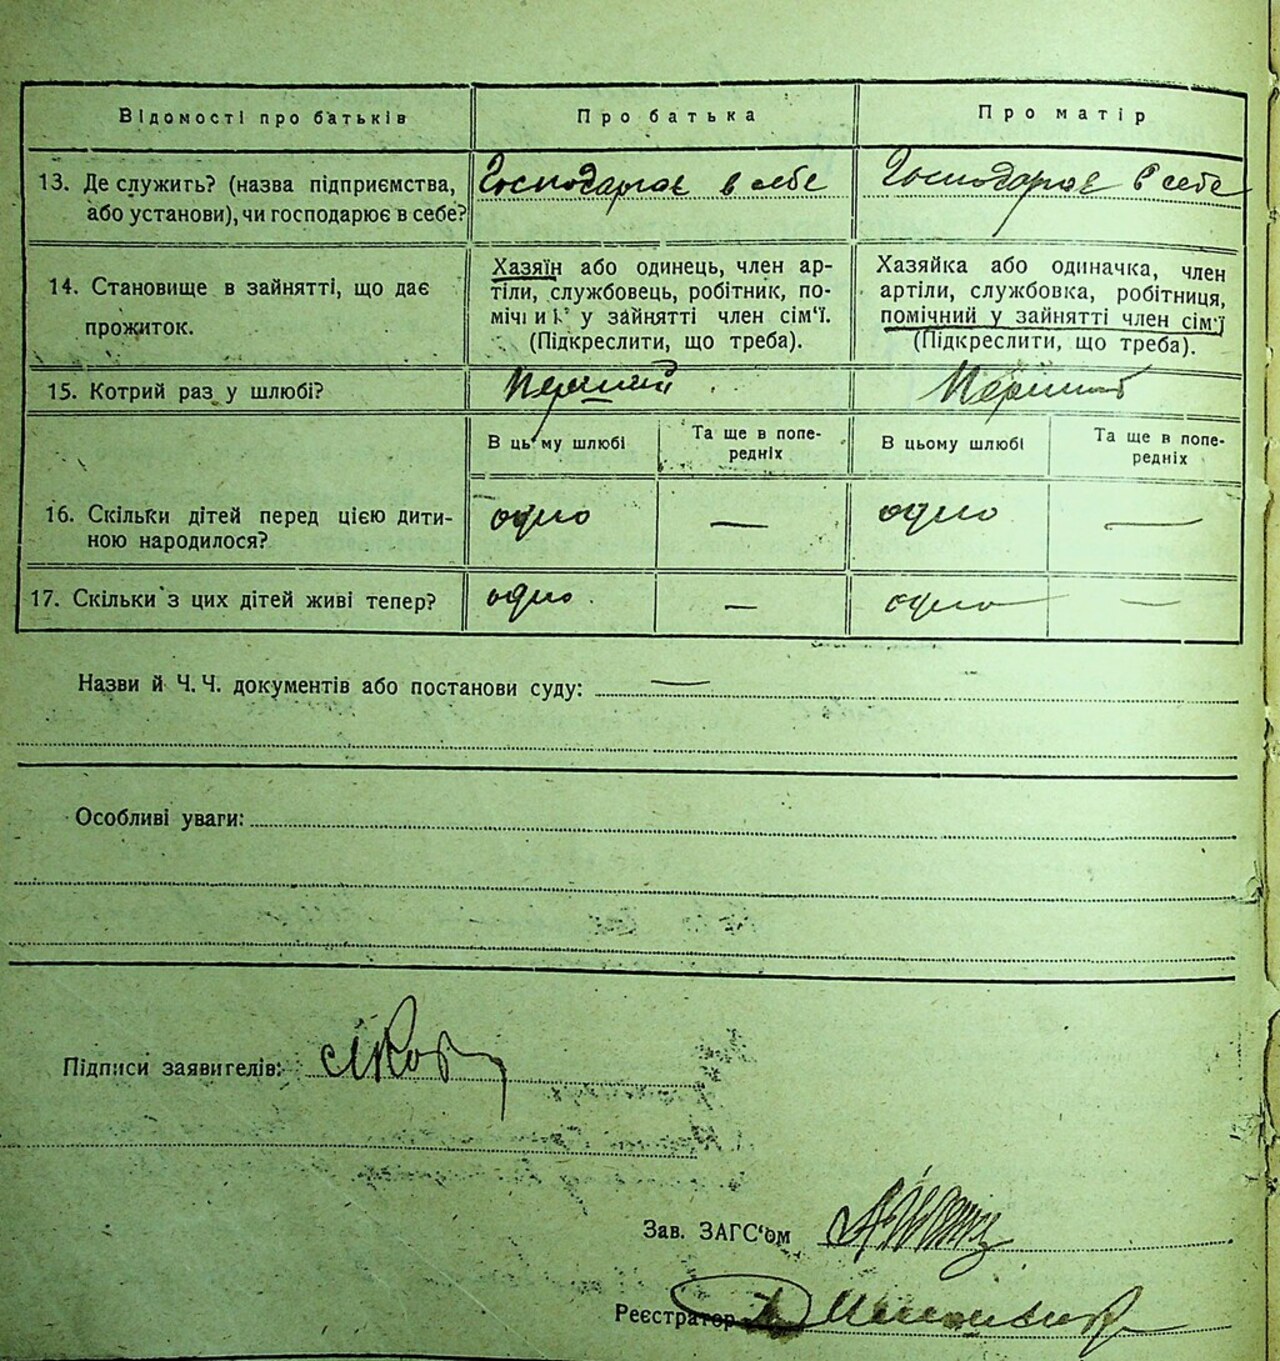 Відомості про батьків Про батька Про матір
13. Де служить? (назва підприємства, або установи), чи господарює в себе?
Господарює в себе
Господарює в себе
14. Становище в зайнятті, що дає прожиток.
Хазяїн або одинець, член ар-
тіли, службовець, робітник, по-
мічник у зайнятті член сім'ї.
(Підкреслити, що треба).
Хазяйка або одиначка, член
артіли, службовка, робітниця,
помічний у зайнятті член сім'ї
(Підкреслити, що треба).
15. Котрий раз у шлюбі? Перший Перший
В цьому шлюбі Та ще в попе-
редніх В цьому шлюбі Та ще в попе-
редніх
16. Скільки дітей перед цією дити-
ною народилося? одно — одно —
17. Скільки з цих дітей живі тепер? одно — одно —
Назви й Ч. Ч. документів або постанови суду: —
Особливі уваги:
Підписи заявителів:
Зав. ЗАГС'ом
Реєстратор